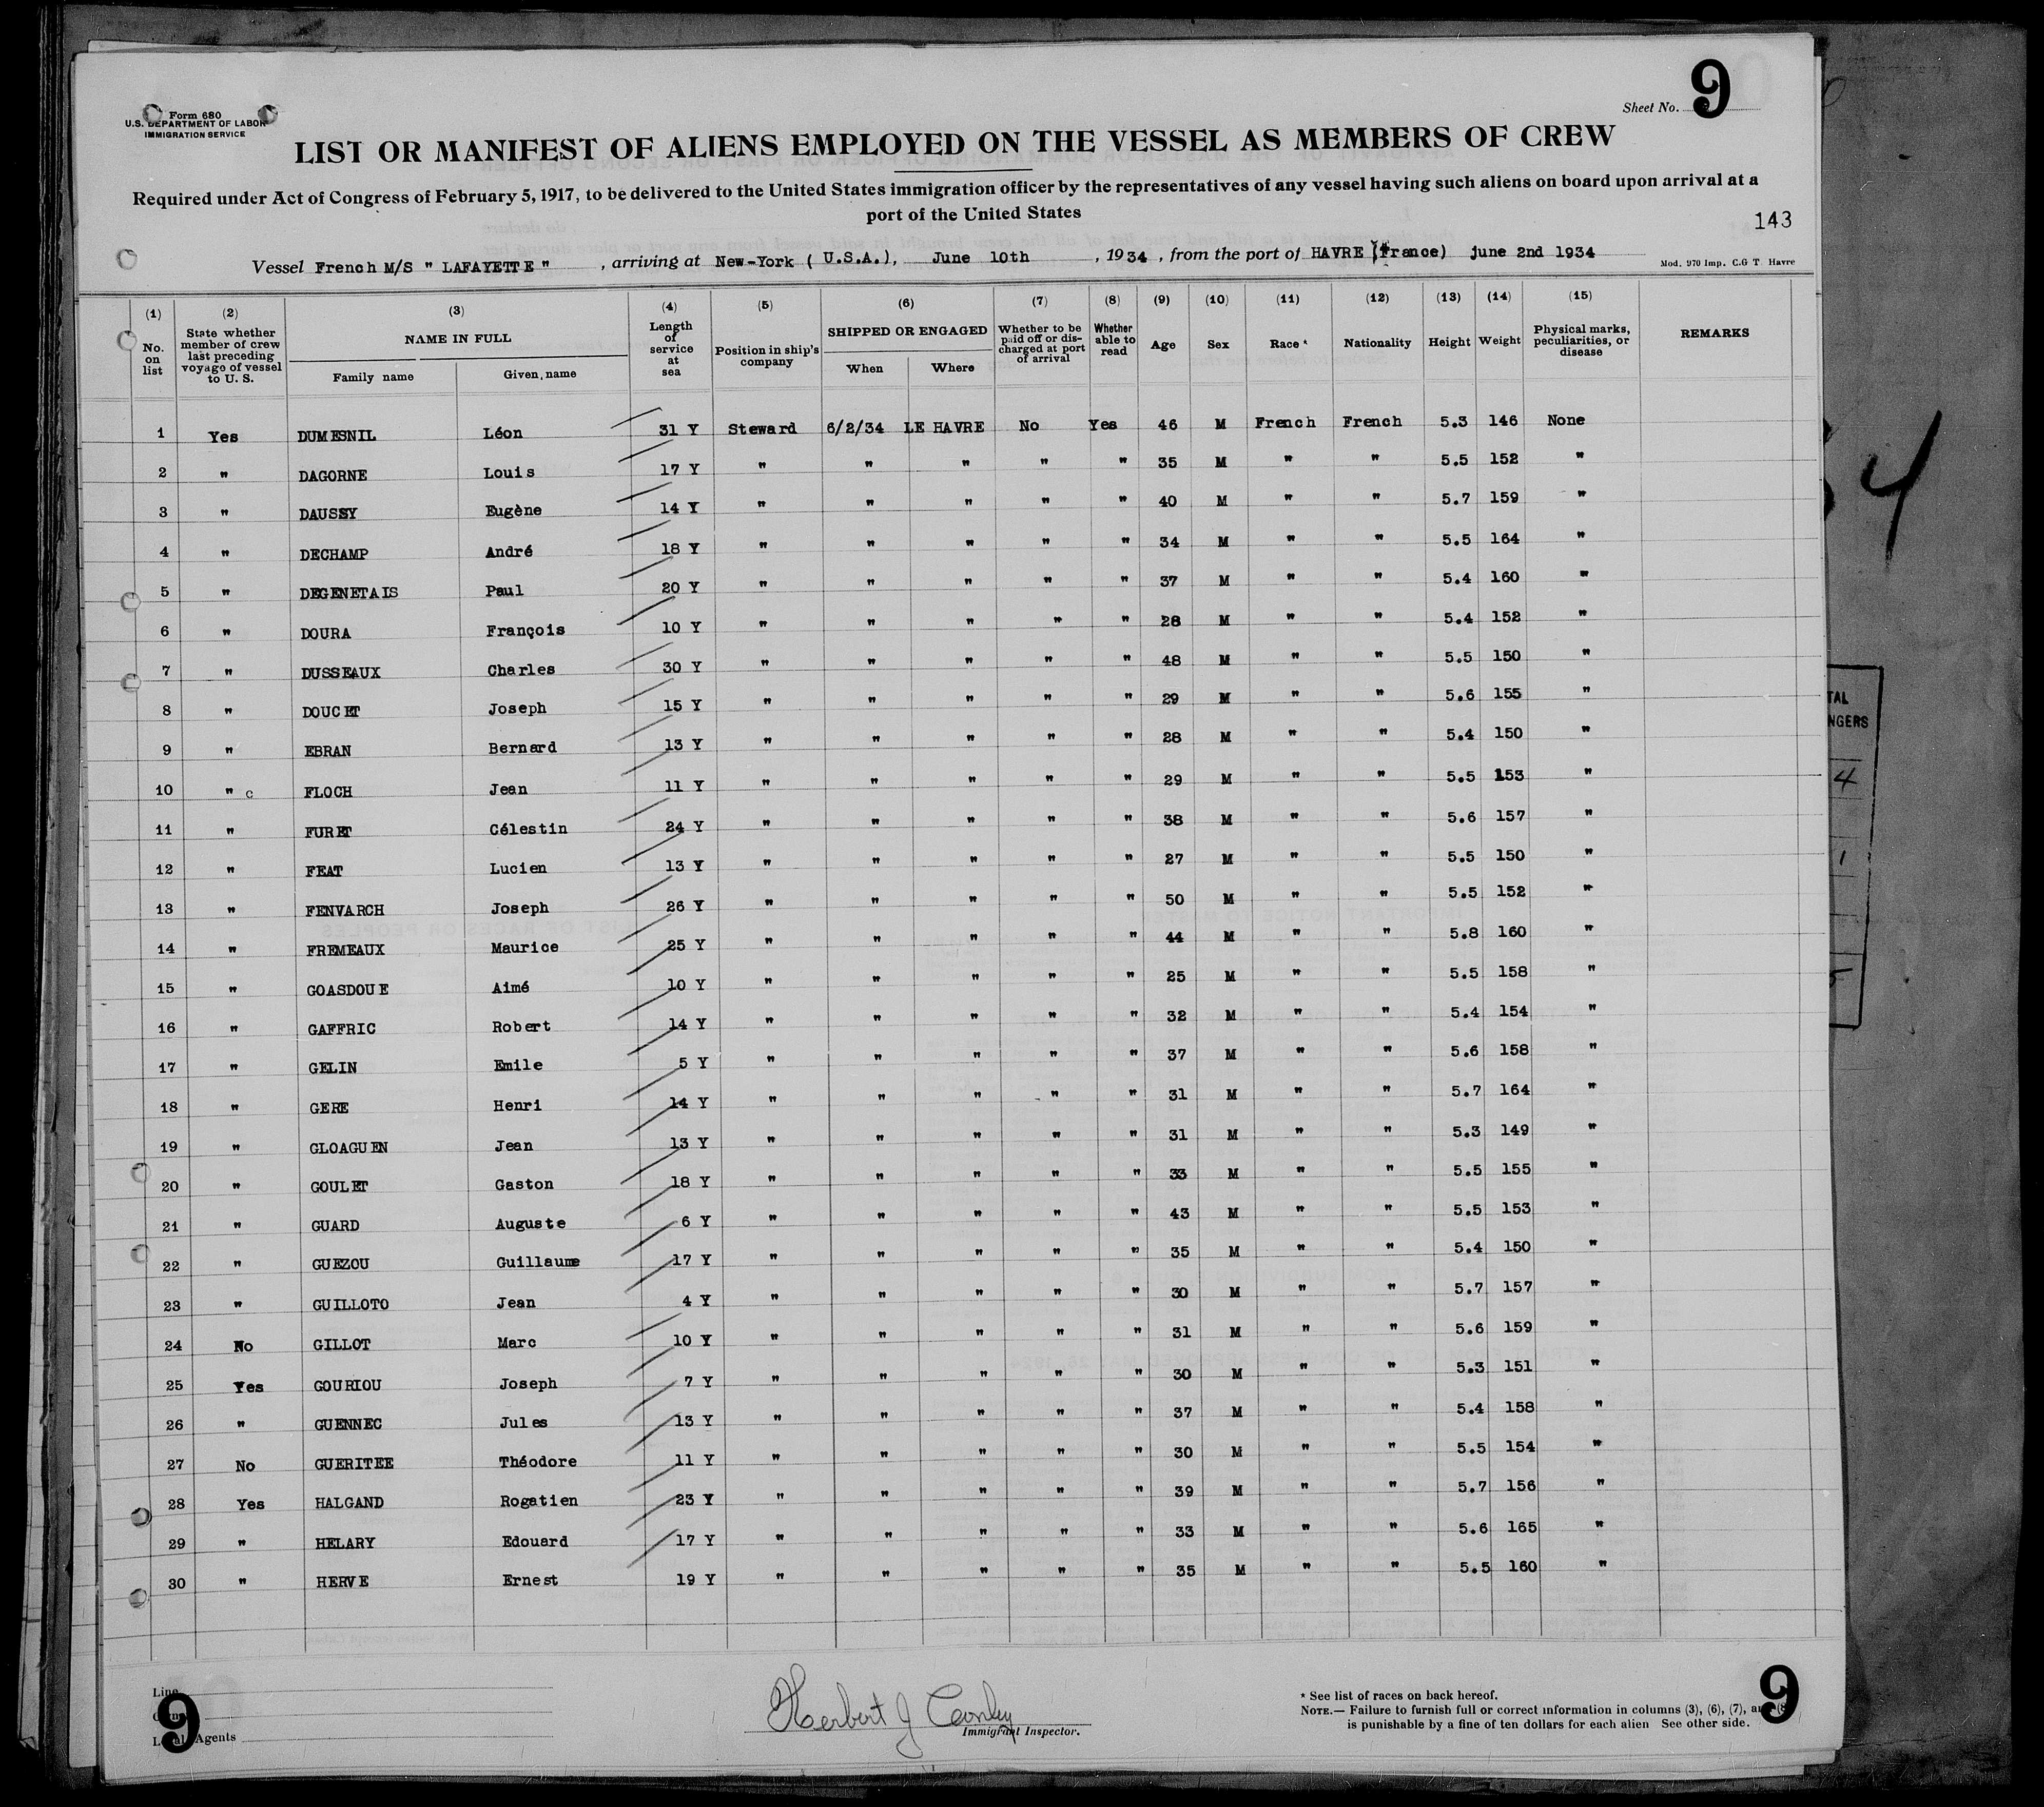 Form 680
U.S. DEPARTMENT OF LABOR
IMMIGRATION SERVICE
Sheet No. 9
LIST OR MANIFEST OF ALIENS EMPLOYED ON THE VESSEL AS MEMBERS OF CREW
Required under Act of Congress of February 5, 1917, to be delivered to the United States immigration officer by the representatives of any vessel having such aliens on board upon arrival at a
port of the United States
143
Vessel French M/S " LAFAYETTE " , arriving at New-York ( U.S.A.), June 10th , 1934 , from the port of HAVRE (france) june 2nd 1934
Mod. 970 Imp. C.G T Havre
(1) (2) (3) (4) (5) (6) (7) (8) (9) (10) (11) (12) (13) (14) (15)
No. on list State whether member of crew last preceding voyage of vessel to U. S. NAME IN FULL Family name Given name Length of service at sea Position in ship's company SHIPPED OR ENGAGED When Where Whether to be paid off or discharged at port of arrival Whether able to read Age Sex Race * Nationality Height Weight Physical marks, peculiarities, or disease REMARKS
1 Yes DUMESNIL Léon 31 Y Steward 6/2/34 LE HAVRE No Yes 46 M French French 5.3 146 None
2 " DAGORNE Louis 17 Y " " " " " 35 M " " 5.5 152 "
3 " DAUSSY Eugène 14 Y " " " " " 40 M " " 5.7 159 "
4 " DECHAMP André 18 Y " " " " " 34 M " " 5.5 164 "
5 " DEGENETAIS Paul 20 Y " " " " " 37 M " " 5.4 160 "
6 " DOURA François 10 Y " " " " " 28 M " " 5.4 152 "
7 " DUSSEAUX Charles 30 Y " " " " " 48 M " " 5.5 150 "
8 " DOUCET Joseph 15 Y " " " " " 29 M " " 5.6 155 "
9 " EBRAN Bernard 13 Y " " " " " 28 M " " 5.4 150 "
10 " c FLOCH Jean 11 Y " " " " " 29 M " " 5.5 153 "
11 " FURET Célestin 24 Y " " " " " 38 M " " 5.6 157 "
12 " FEAT Lucien 13 Y " " " " " 27 M " " 5.5 150 "
13 " FENVARCH Joseph 26 Y " " " " " 50 M " " 5.5 152 "
14 " FREMEAUX Maurice 25 Y " " " " " 44 M " " 5.8 160 "
15 " GOASDOUE Aimé 10 Y " " " " " 25 M " " 5.5 158 "
16 " GAFFRIC Robert 14 Y " " " " " 32 M " " 5.4 154 "
17 " GELIN Emile 5 Y " " " " " 37 M " " 5.6 158 "
18 " GERE Henri 14 Y " " " " " 31 M " " 5.7 164 "
19 " GLOAGUEN Jean 13 Y " " " " " 31 M " " 5.3 149 "
20 " GOULET Gaston 18 Y " " " " " 33 M " " 5.5 155 "
21 " GUARD Auguste 6 Y " " " " " 43 M " " 5.5 153 "
22 " GUEZOU Guillaume 17 Y " " " " " 35 M " " 5.4 150 "
23 " GUILLOTO Jean 4 Y " " " " " 30 M " " 5.7 157 "
24 No GILLOT Marc 10 Y " " " " " 31 M " " 5.6 159 "
25 Yes GOURIOU Joseph 7 Y " " " " " 30 M " " 5.3 151 "
26 " GUENNEC Jules 13 Y " " " " " 37 M " " 5.4 158 "
27 No GUERITEE Théodore 11 Y " " " " " 30 M " " 5.5 154 "
28 Yes HALGAND Rogatien 23 Y " " " " " 39 M " " 5.7 156 "
29 " HELARY Edouard 17 Y " " " " " 33 M " " 5.6 165 "
30 " HERVE Ernest 19 Y " " " " " 35 M " " 5.5 160 "
Line
Agents
9
Herbert J Conley
Immigrant Inspector.
* See list of races on back hereof.
NOTE.— Failure to furnish full or correct information in columns (3), (6), (7), and (8)
is punishable by a fine of ten dollars for each alien See other side.
9